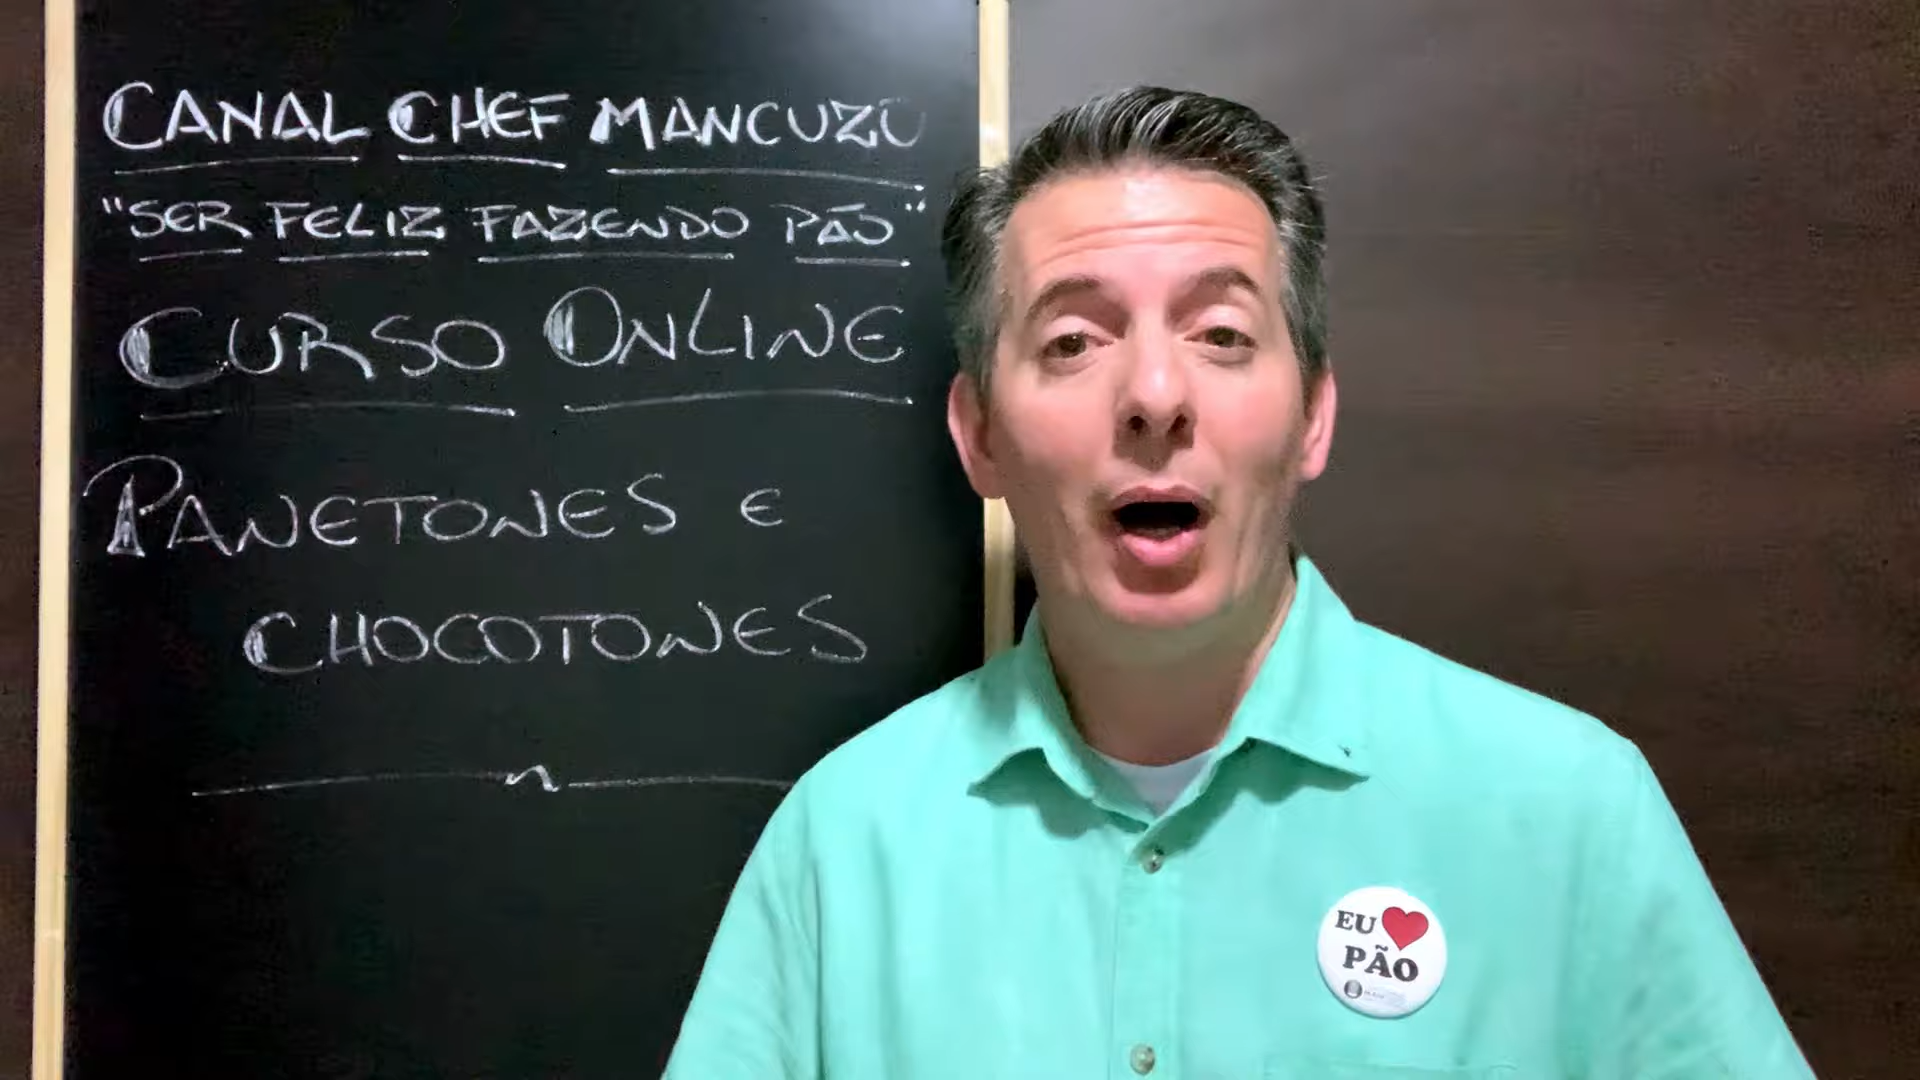 CANAL CHEF MANCUZO
"SER FELIZ FAZENDO PÃO"
CURSO ONLINE
PANETONES E
CHOCOTONES
EU ♥
PÃO